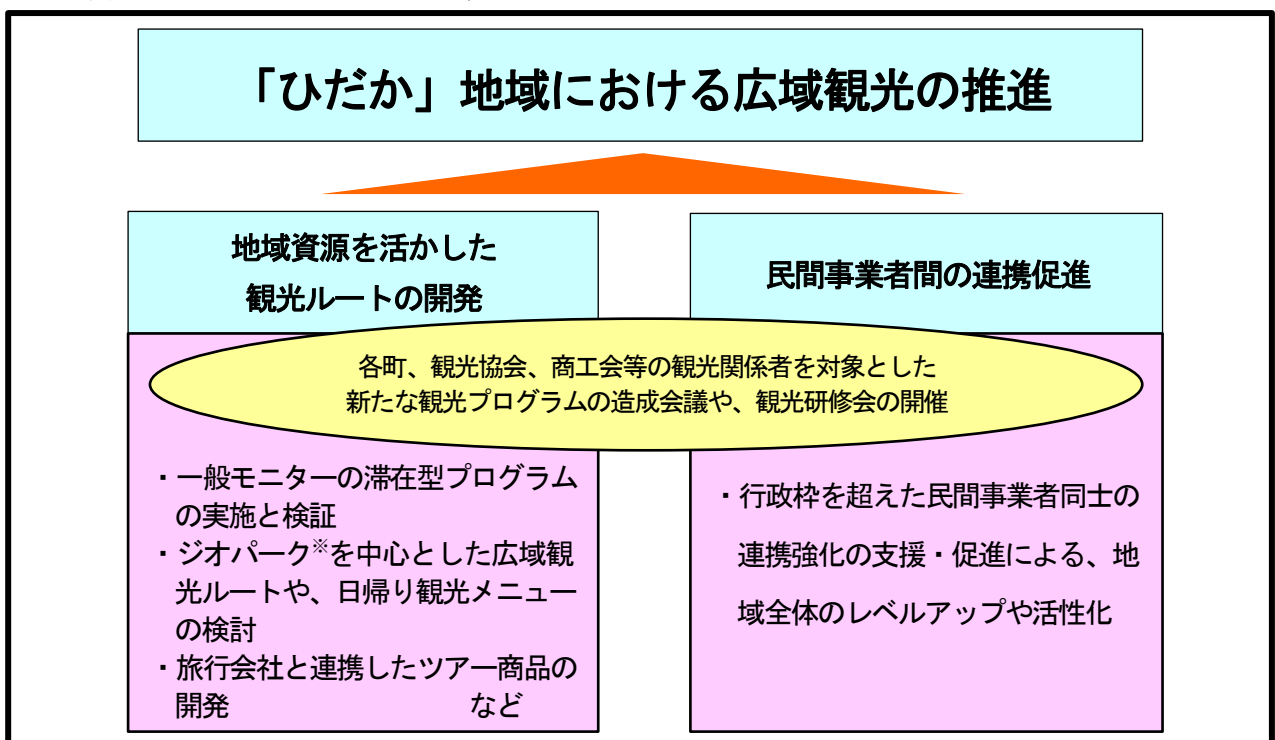 「ひだか」地域における広域観光の推進
地域資源を活かした
観光ルートの開発
民間事業者間の連携促進
各町、観光協会、商工会等の観光関係者を対象とした
新たな観光プログラムの造成会議や、観光研修会の開催
・一般モニターの滞在型プログラム
の実施と検証
・ジオパーク※を中心とした広域観
光ルートや、日帰り観光メニュー
の検討
・旅行会社と連携したツアー商品の
開発 など
・行政枠を超えた民間事業者同士の
連携強化の支援・促進による、地
域全体のレベルアップや活性化